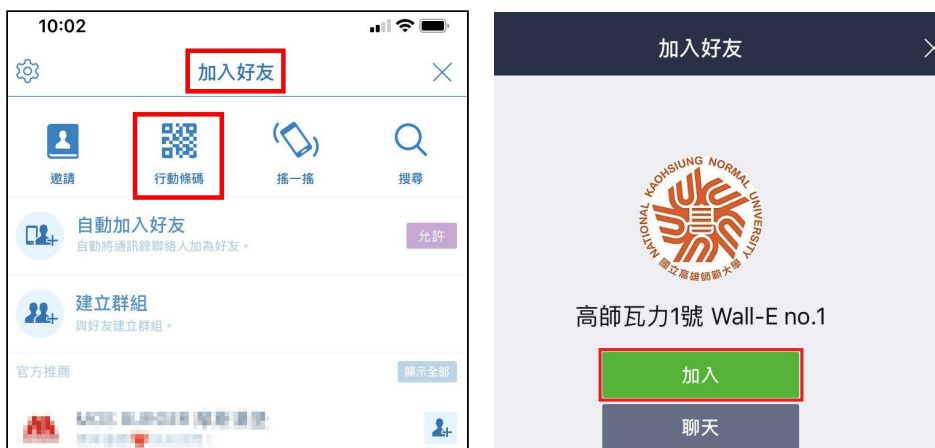 10:02
加入好友
邀請
行動條碼
搖一搖
搜尋
自動加入好友
自動將通訊錄聯絡人加為好友。
允許
建立群組
與好友建立群組。
官方推薦
顯示全部
加入好友
NATIONAL KAOHSIUNG NORMAL UNIVERSITY
國立高雄師範大學
高師瓦力1號 Wall-E no.1
加入
聊天